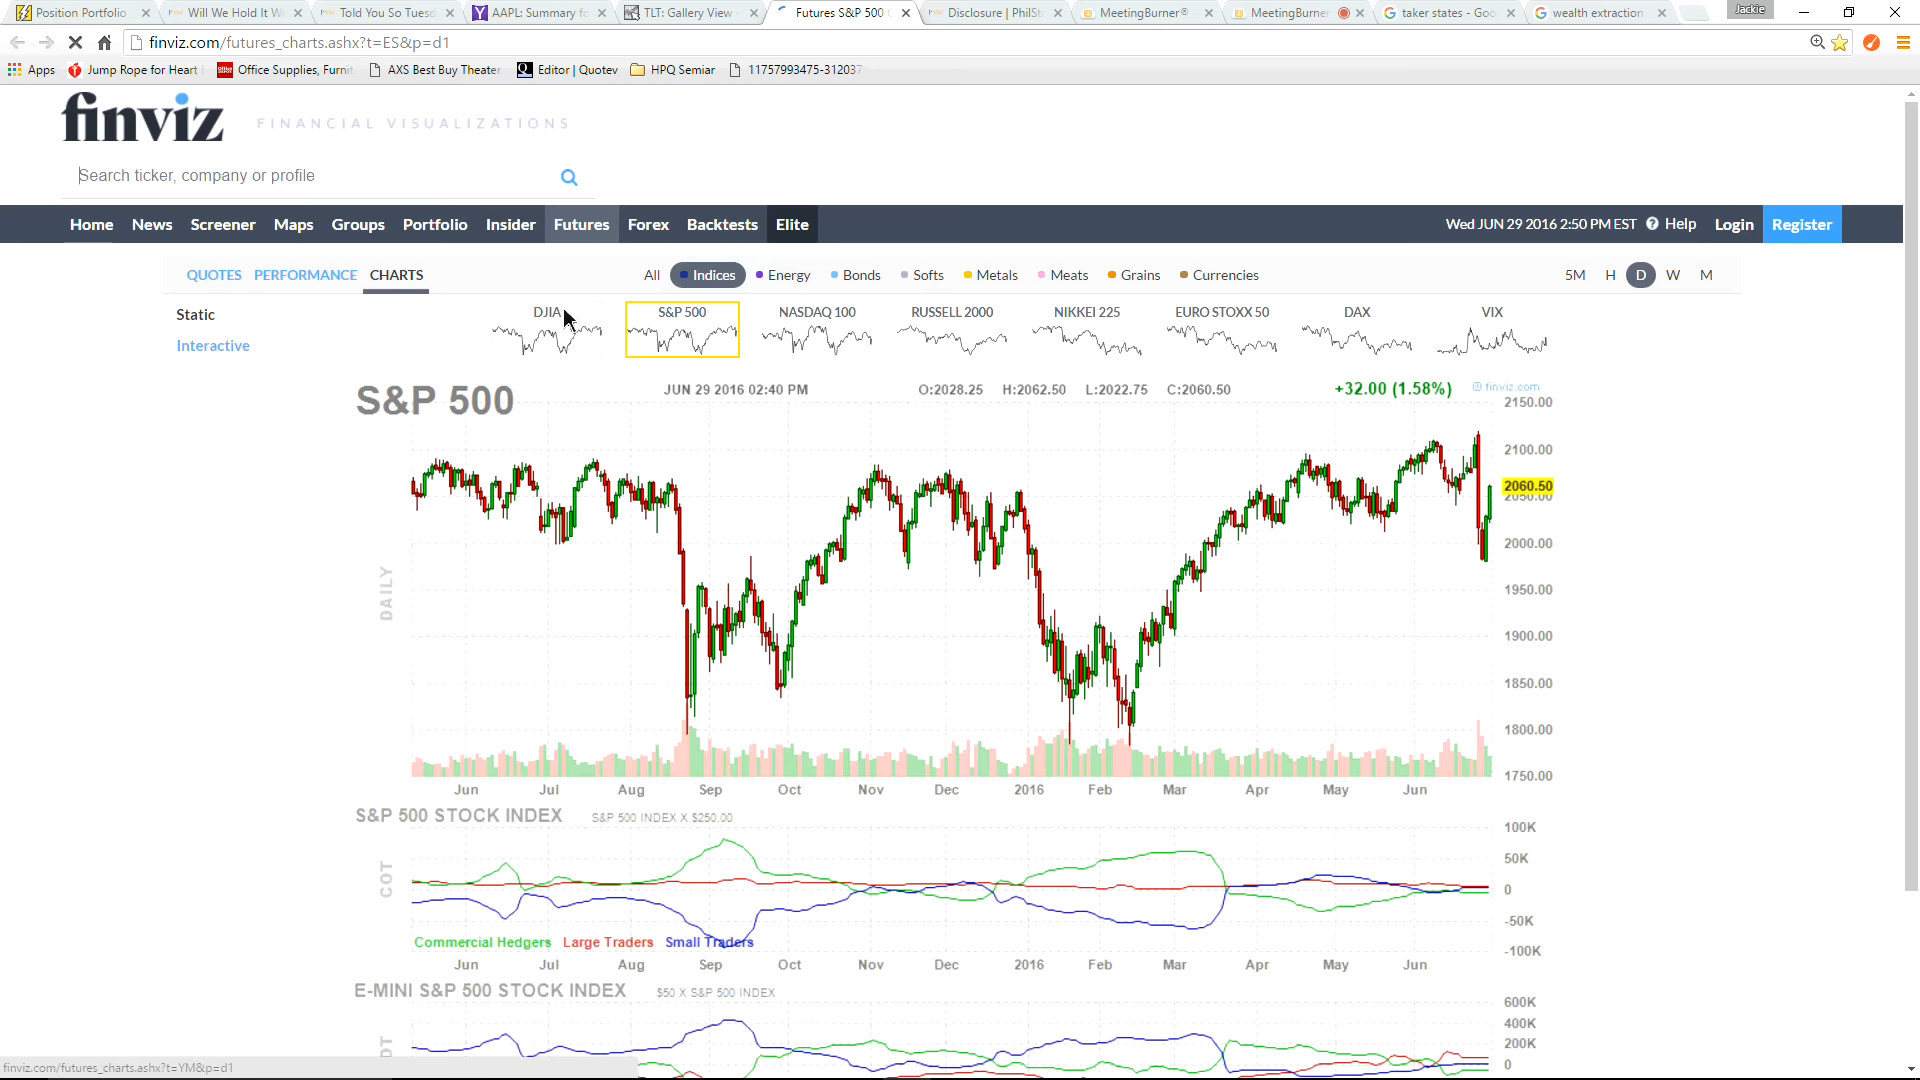 Position Portfolio
Will We Hold It W
Told You So Tuesd
AAPL: Summary fo
TLT: Gallery View
Futures S&P 500
Disclosure | PhilSt
MeetingBurner®
MeetingBurner
taker states - Goo
wealth extraction
Jackie
finviz.com/futures_charts.ashx?t=ES&p=d1
Apps
Jump Rope for Heart
Office Supplies, Furnit
AXS Best Buy Theater
Editor | Quotev
HPQ Semiar
11757993475-312037
finviz
FINANCIAL VISUALIZATIONS
Search ticker, company or profile
Home News Screener Maps Groups Portfolio Insider Futures Forex Backtests Elite
Wed JUN 29 2016 2:50 PM EST Help Login Register
QUOTES PERFORMANCE CHARTS
All Indices Energy Bonds Softs Metals Meats Grains Currencies
5M H D W M
Static
Interactive
DJIA S&P 500 NASDAQ 100 RUSSELL 2000 NIKKEI 225 EURO STOXX 50 DAX VIX
S&P 500
JUN 29 2016 02:40 PM O:2028.25 H:2062.50 L:2022.75 C:2060.50 +32.00 (1.58%)
© finviz.com
2150.00
2100.00
2060.50
2050.00
2000.00
1950.00
1900.00
1850.00
1800.00
1750.00
DAILY
Jun Jul Aug Sep Oct Nov Dec 2016 Feb Mar Apr May Jun
S&P 500 STOCK INDEX S&P 500 INDEX X $250.00
100K
50K
0
-50K
-100K
COT
Commercial Hedgers Large Traders Small Traders
Jun Jul Aug Sep Oct Nov Dec 2016 Feb Mar Apr May Jun
E-MINI S&P 500 STOCK INDEX $50 X S&P 500 INDEX
600K
400K
200K
0
finviz.com/futures_charts.ashx?t=YM&p=d1